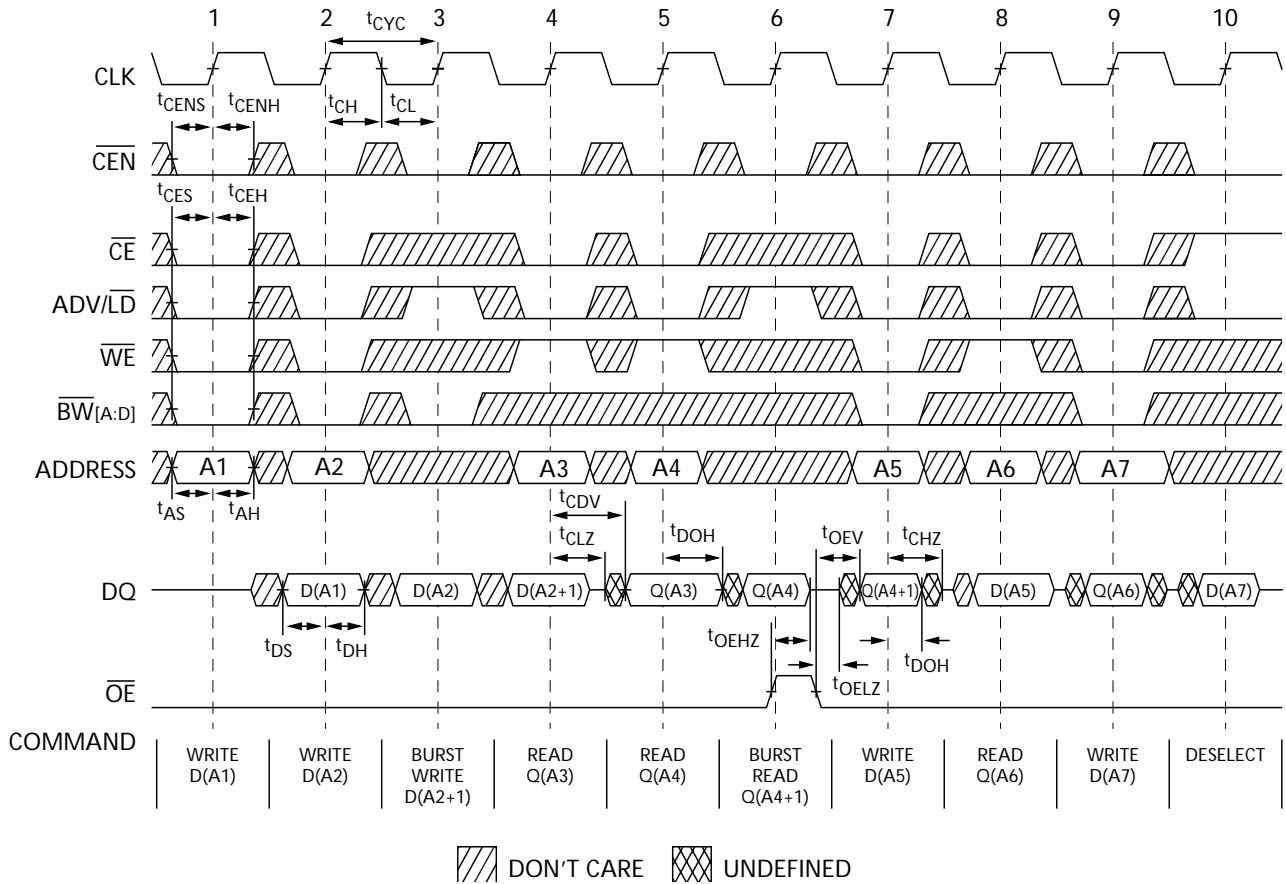 1 2 3 4 5 6 7 8 9 10
tCYC
CLK
tCENS tCENH tCH tCL
CEN
tCES tCEH
CE
ADV/LD
WE
BW[A:D]
ADDRESS A1 A2 A3 A4 A5 A6 A7
tAS tAH tCDV
tCLZ tDOH tOEV tCHZ
DQ D(A1) D(A2) D(A2+1) Q(A3) Q(A4) Q(A4+1) D(A5) Q(A6) D(A7)
tDS tDH tOEHZ tDOH
tOELZ
OE
COMMAND
WRITE D(A1)
WRITE D(A2)
BURST WRITE D(A2+1)
READ Q(A3)
READ Q(A4)
BURST READ Q(A4+1)
WRITE D(A5)
READ Q(A6)
WRITE D(A7)
DESELECT
DON'T CARE UNDEFINED